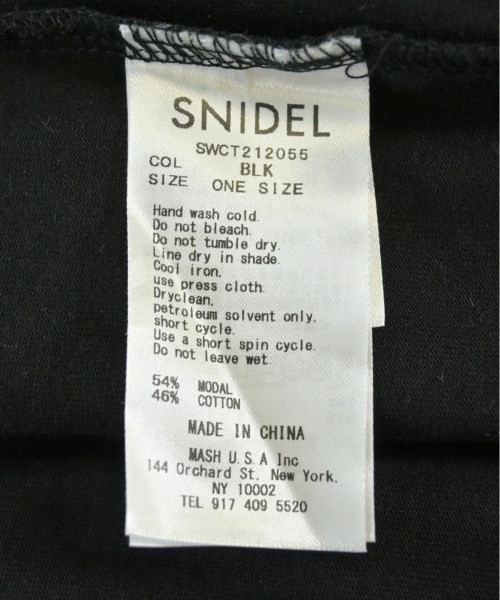 SNIDEL
SWCT212055
COL BLK
SIZE ONE SIZE
Hand wash cold.
Do not bleach.
Do not tumble dry.
Line dry in shade.
Cool iron,
use press cloth.
Dryclean,
petroleum solvent only.
short cycle.
Use a short spin cycle.
Do not leave wet.
54% MODAL
46% COTTON
MADE IN CHINA
MASH U.S.A Inc
144 Orchard St. New York.
NY 10002
TEL 917 409 5520